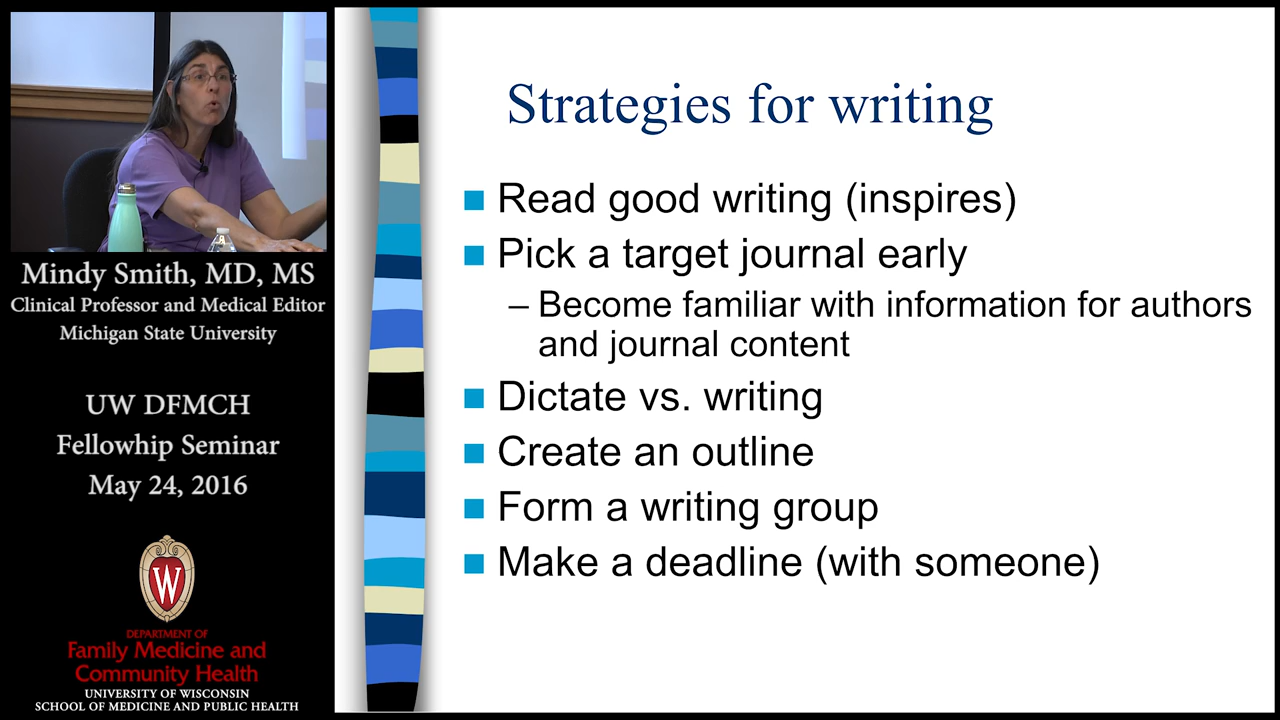 Mindy Smith, MD, MS
Clinical Professor and Medical Editor
Michigan State University
UW DFMCH
Fellowhip Seminar
May 24, 2016
W
DEPARTMENT OF
Family Medicine and
Community Health
UNIVERSITY OF WISCONSIN
SCHOOL OF MEDICINE AND PUBLIC HEALTH
Strategies for writing
Read good writing (inspires)
Pick a target journal early
– Become familiar with information for authors
and journal content
Dictate vs. writing
Create an outline
Form a writing group
Make a deadline (with someone)